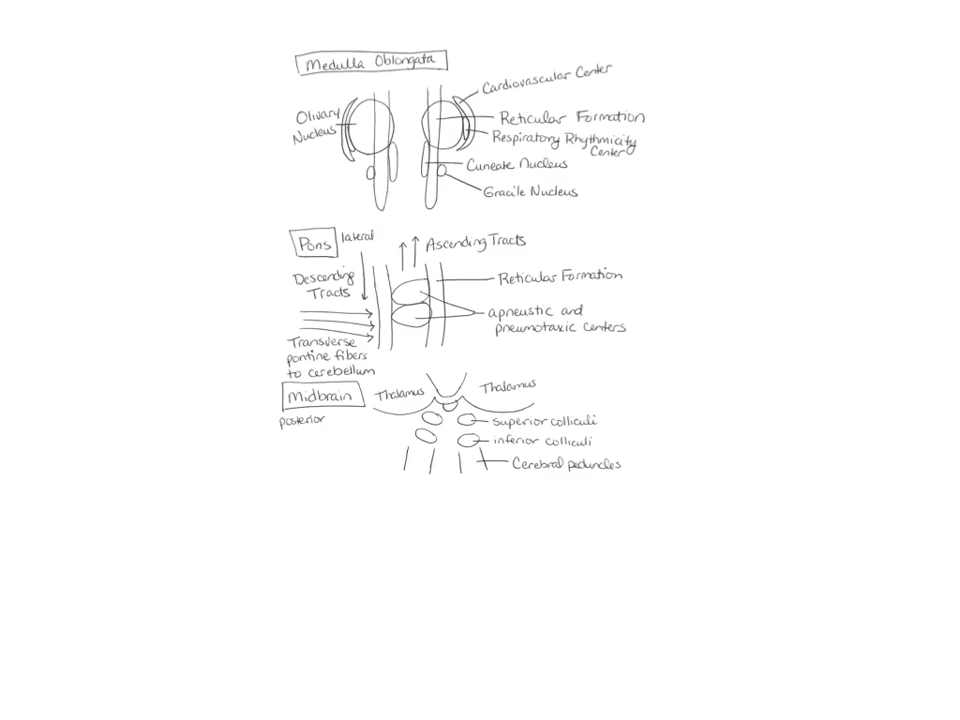 Medulla Oblongata
Cardiovascular Center
Olivary
Nucleus
Reticular Formation
Respiratory Rhythmicity
Center
Cuneate Nucleus
Gracile Nucleus
Pons
lateral
Ascending Tracts
Descending
Tracts
Reticular Formation
apneustic and
pneumotaxic centers
Transverse
pontine fibers
to cerebellum
Midbrain
posterior
Thalamus
Thalamus
superior colliculi
inferior colliculi
Cerebral peduncles